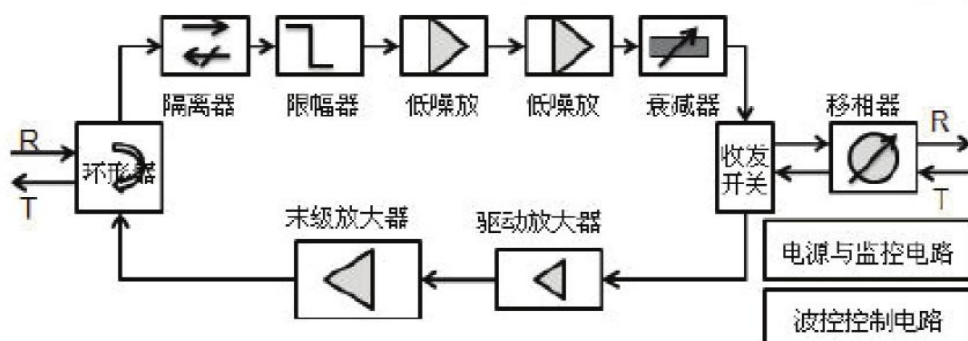 隔离器
限幅器
低噪放
低噪放
衰减器
移相器
R
T
环形器
收发
开关
R
T
末级放大器
驱动放大器
电源与监控电路
波控控制电路